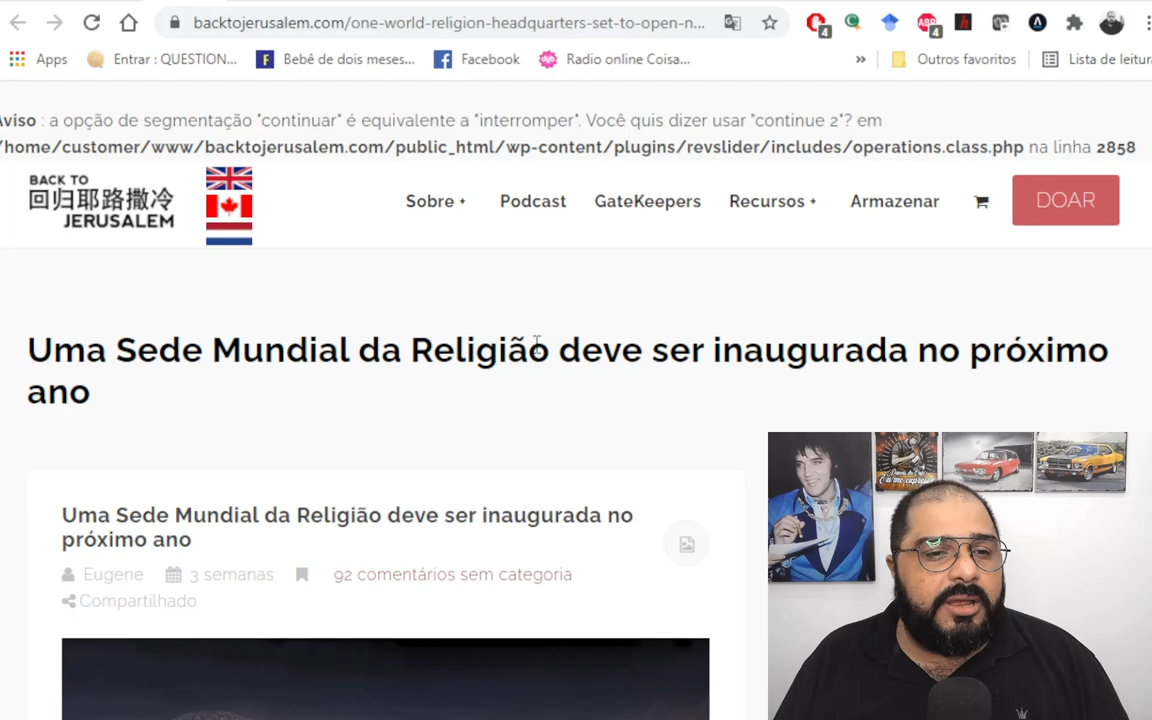 backtojerusalem.com/one-world-religion-headquarters-set-to-open-n...
4
ABP
4
Apps
Entrar : QUESTION...
F
Bebê de dois meses...
Facebook
Radio online Coisa...
»
Outros favoritos
Lista de leitur
Aviso : a opção de segmentação "continuar" é equivalente a "interromper". Você quis dizer usar "continue 2"? em
/home/customer/www/backtojerusalem.com/public_html/wp-content/plugins/revslider/includes/operations.class.php na linha 2858
BACK TO
回归耶路撒冷
JERUSALEM
Sobre +
Podcast
GateKeepers
Recursos +
Armazenar
DOAR
Uma Sede Mundial da Religião deve ser inaugurada no próximo
ano
Uma Sede Mundial da Religião deve ser inaugurada no
próximo ano
Eugene
3 semanas
92 comentários sem categoria
Compartilhado